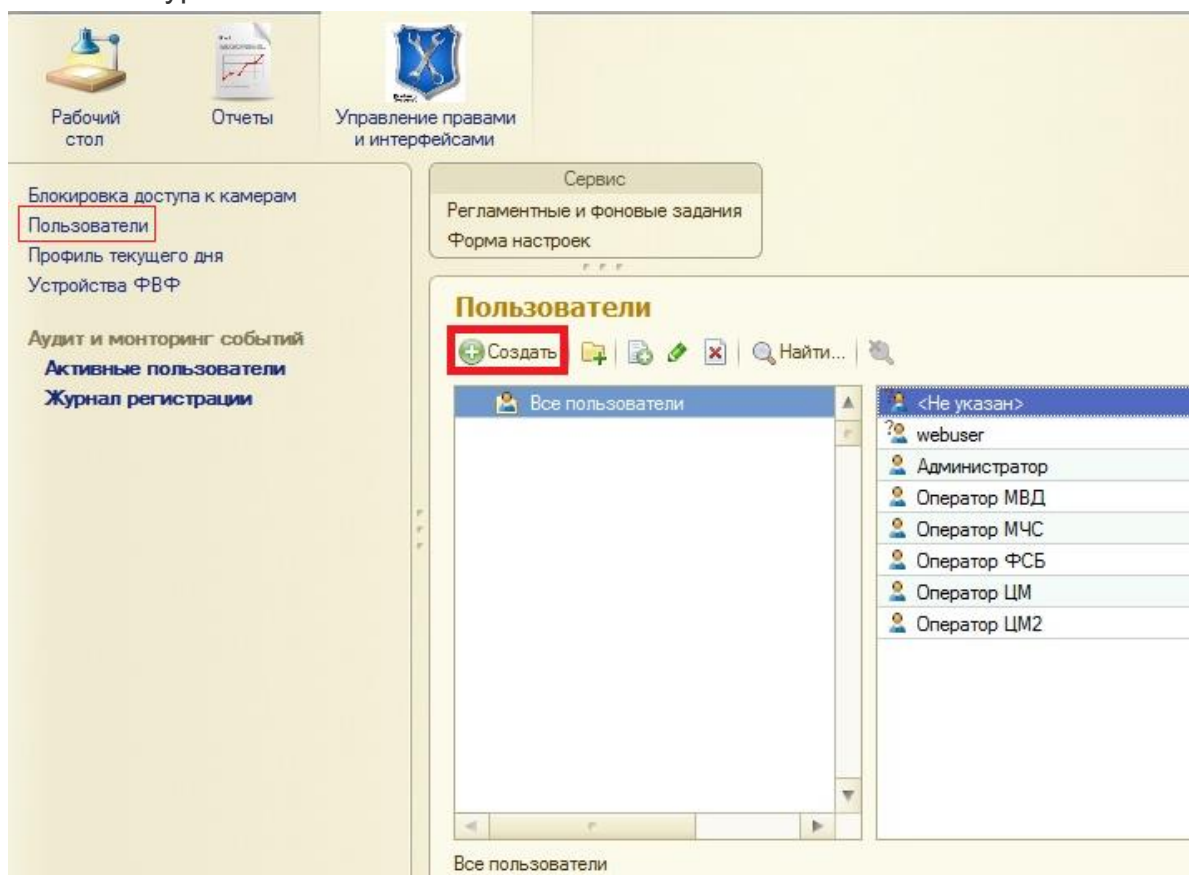 Рабочий
стол
Отчеты
Управление правами
и интерфейсами
Блокировка доступа к камерам
Пользователи
Профиль текущего дня
Устройства ФВФ
Аудит и монторинг событий
Активные пользователи
Журнал регистрации
Сервис
Регламентные и фоновые задания
Форма настроек
Пользователи
Создать
Найти...
Все пользователи
<Не указан>
webuser
Администратор
Оператор МВД
Оператор МЧС
Оператор ФСБ
Оператор ЦМ
Оператор ЦМ2
Все пользователи